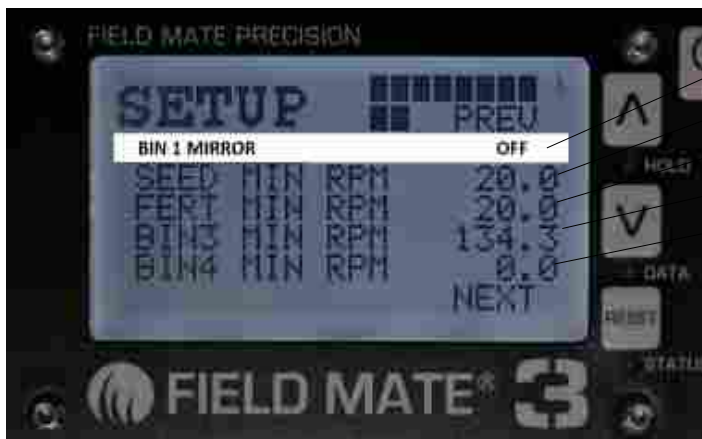 FIELD MATE PRECISION
SETUP
PREV
BIN 1 MIRROR OFF
SEED MIN RPM 20.0
FERT MIN RPM 20.0
BIN3 MIN RPM 134.3
BIN4 MIN RPM 0.0
NEXT
HOLD
DATA
RESET
STATUS
FIELD MATE® 3